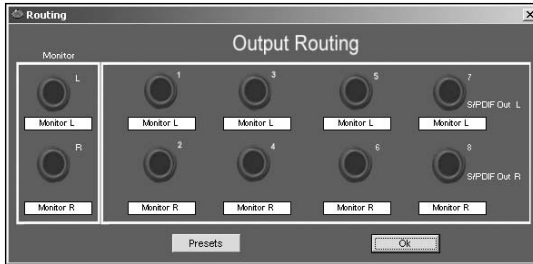 Routing
Output Routing
Monitor
L 1 3 5 7
S/PDIF Out L
Monitor L Monitor L Monitor L Monitor L Monitor L
R 2 4 6 8
S/PDIF Out R
Monitor R Monitor R Monitor R Monitor R Monitor R
Presets Ok